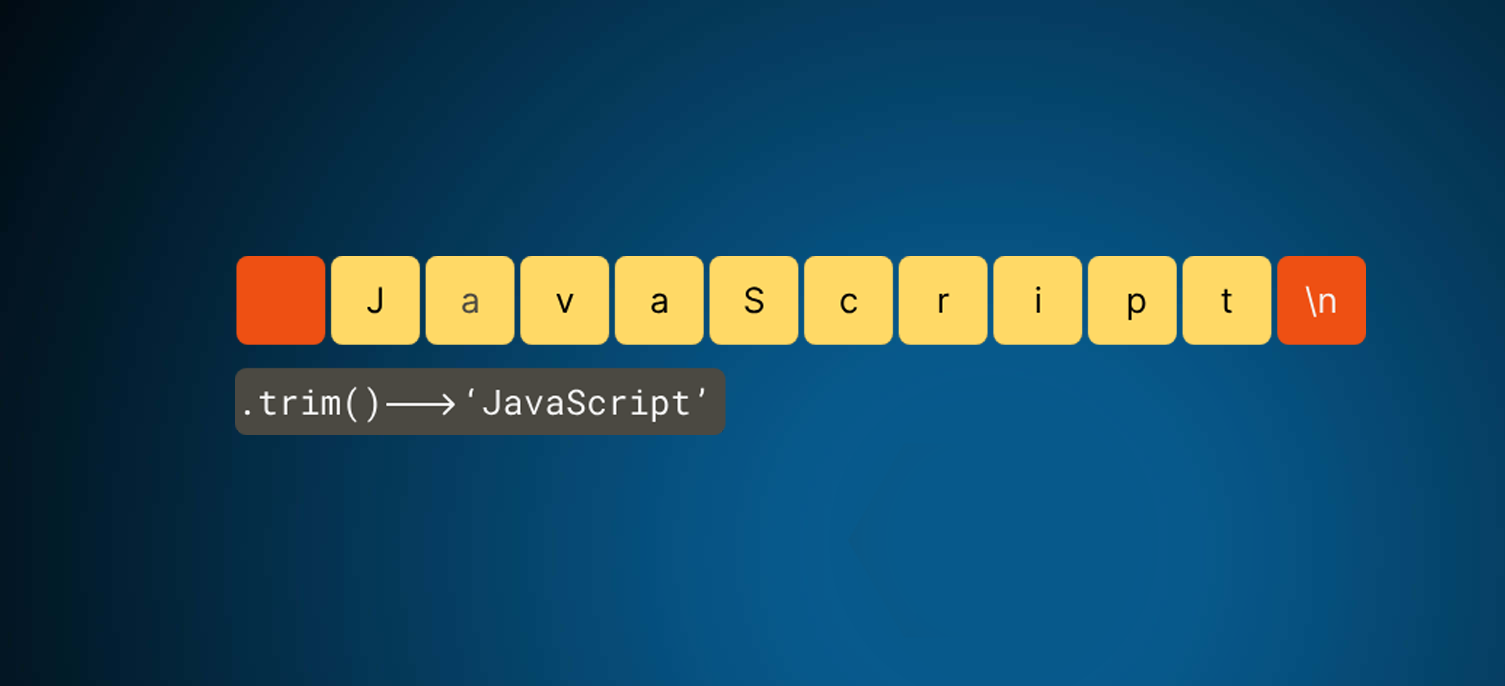 J a v a S c r i p t \n
.trim()⟶‘JavaScript’